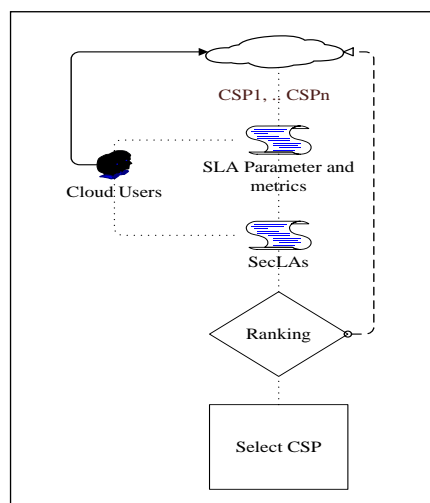 CSP1, .. CSPn
SLA Parameter and
metrics
Cloud Users
SecLAs
Ranking
Select CSP